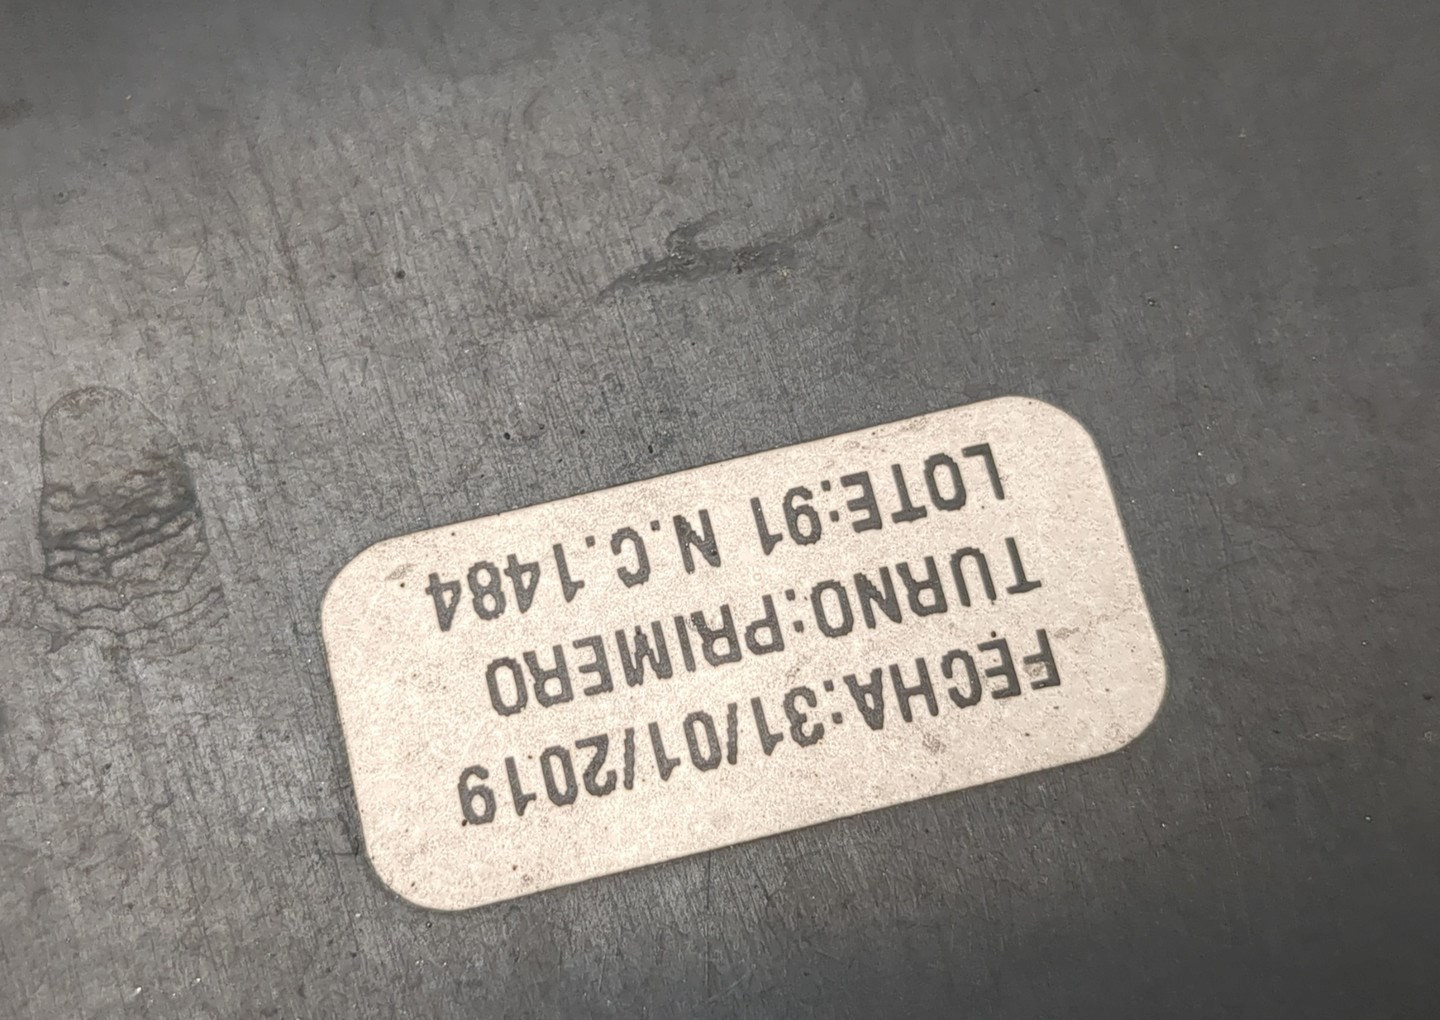 FECHA:31/01/2019
TURNO:PRIMERO
LOTE:91 N.C.1484